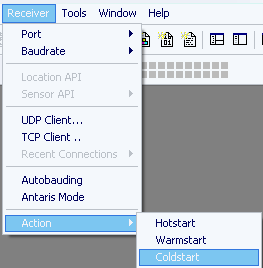 Receiver Tools Window Help
Port
Baudrate
Location API
Sensor API
UDP Client...
TCP Client ..
Recent Connections
Autobauding
Antaris Mode
Action
Hotstart
Warmstart
Coldstart